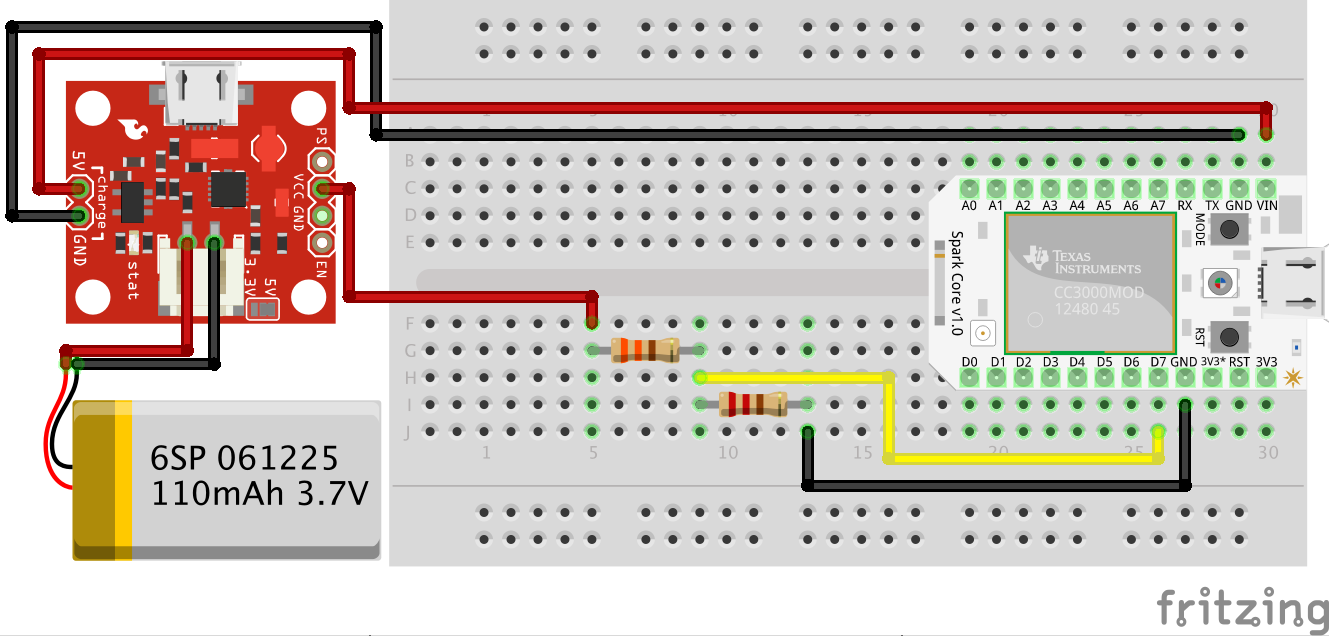 PS
VCC GND
EN
5V
charge
GND
stat
3.3V
5V
6SP 061225
110mAh 3.7V
1 5 10 15 20 25 30
B
C
D
E
F
G
H
I
J
A0 A1 A2 A3 A4 A5 A6 A7 RX TX GND VIN
MODE
Spark Core v1.0
TEXAS
INSTRUMENTS
CC3000MOD
12480 45
RST
D0 D1 D2 D3 D4 D5 D6 D7 GND 3V3* RST 3V3
1 5 10 15 20 30
fritzing